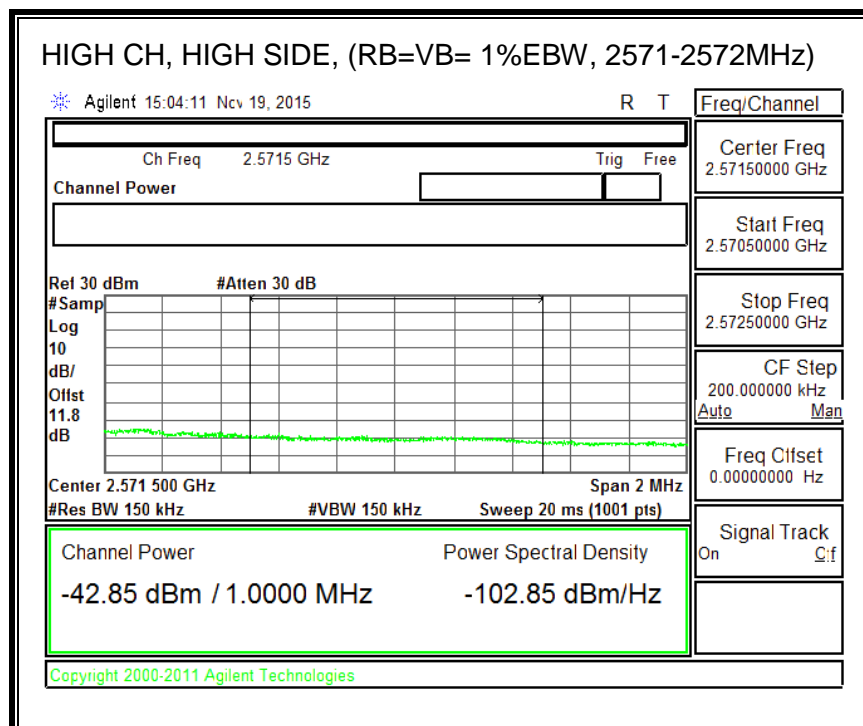 HIGH CH, HIGH SIDE, (RB=VB= 1%EBW, 2571-2572MHz)
Agilent 15:04:11 Nov 19, 2015 R T
Freq/Channel
Ch Freq 2.5715 GHz Trig Free
Channel Power
Center Freq
2.57150000 GHz
Start Freq
2.57050000 GHz
Stop Freq
2.57250000 GHz
CF Step
200.000000 kHz
Auto Man
Freq Offset
0.00000000 Hz
Signal Track
On Off
Ref 30 dBm #Atten 30 dB
#Samp
Log
10
dB/
Offst
11.8
dB
Center 2.571 500 GHz Span 2 MHz
#Res BW 150 kHz #VBW 150 kHz Sweep 20 ms (1001 pts)
Channel Power Power Spectral Density
-42.85 dBm / 1.0000 MHz -102.85 dBm/Hz
Copyright 2000-2011 Agilent Technologies